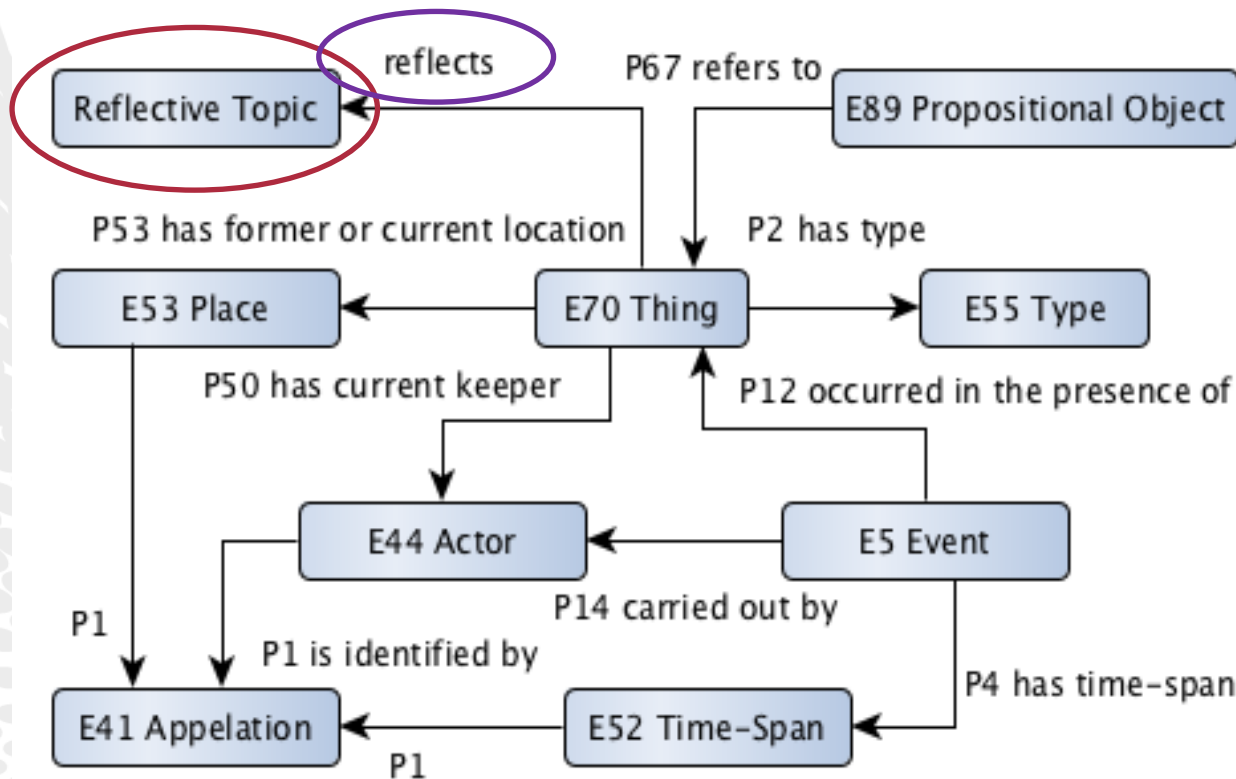 reflects
P67 refers to
Reflective Topic
E89 Propositional Object
P53 has former or current location
P2 has type
E53 Place
E70 Thing
E55 Type
P50 has current keeper
P12 occurred in the presence of
E44 Actor
E5 Event
P14 carried out by
P1
P1 is identified by
P4 has time-span
E41 Appelation
E52 Time-Span
P1